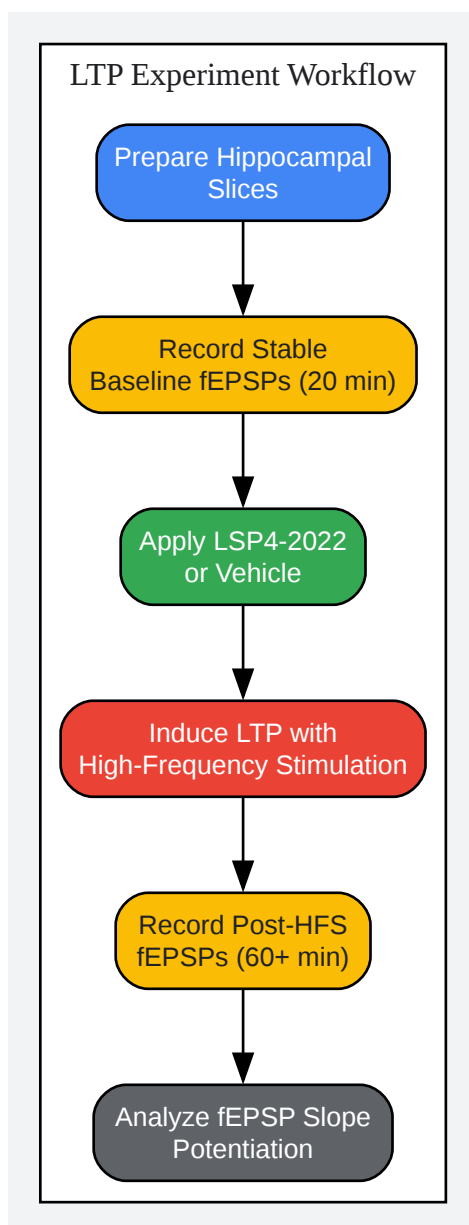 LTP Experiment Workflow
Prepare Hippocampal
Slices
Record Stable
Baseline fEPSPs (20 min)
Apply LSP4-2022
or Vehicle
Induce LTP with
High-Frequency Stimulation
Record Post-HFS
fEPSPs (60+ min)
Analyze fEPSP Slope
Potentiation